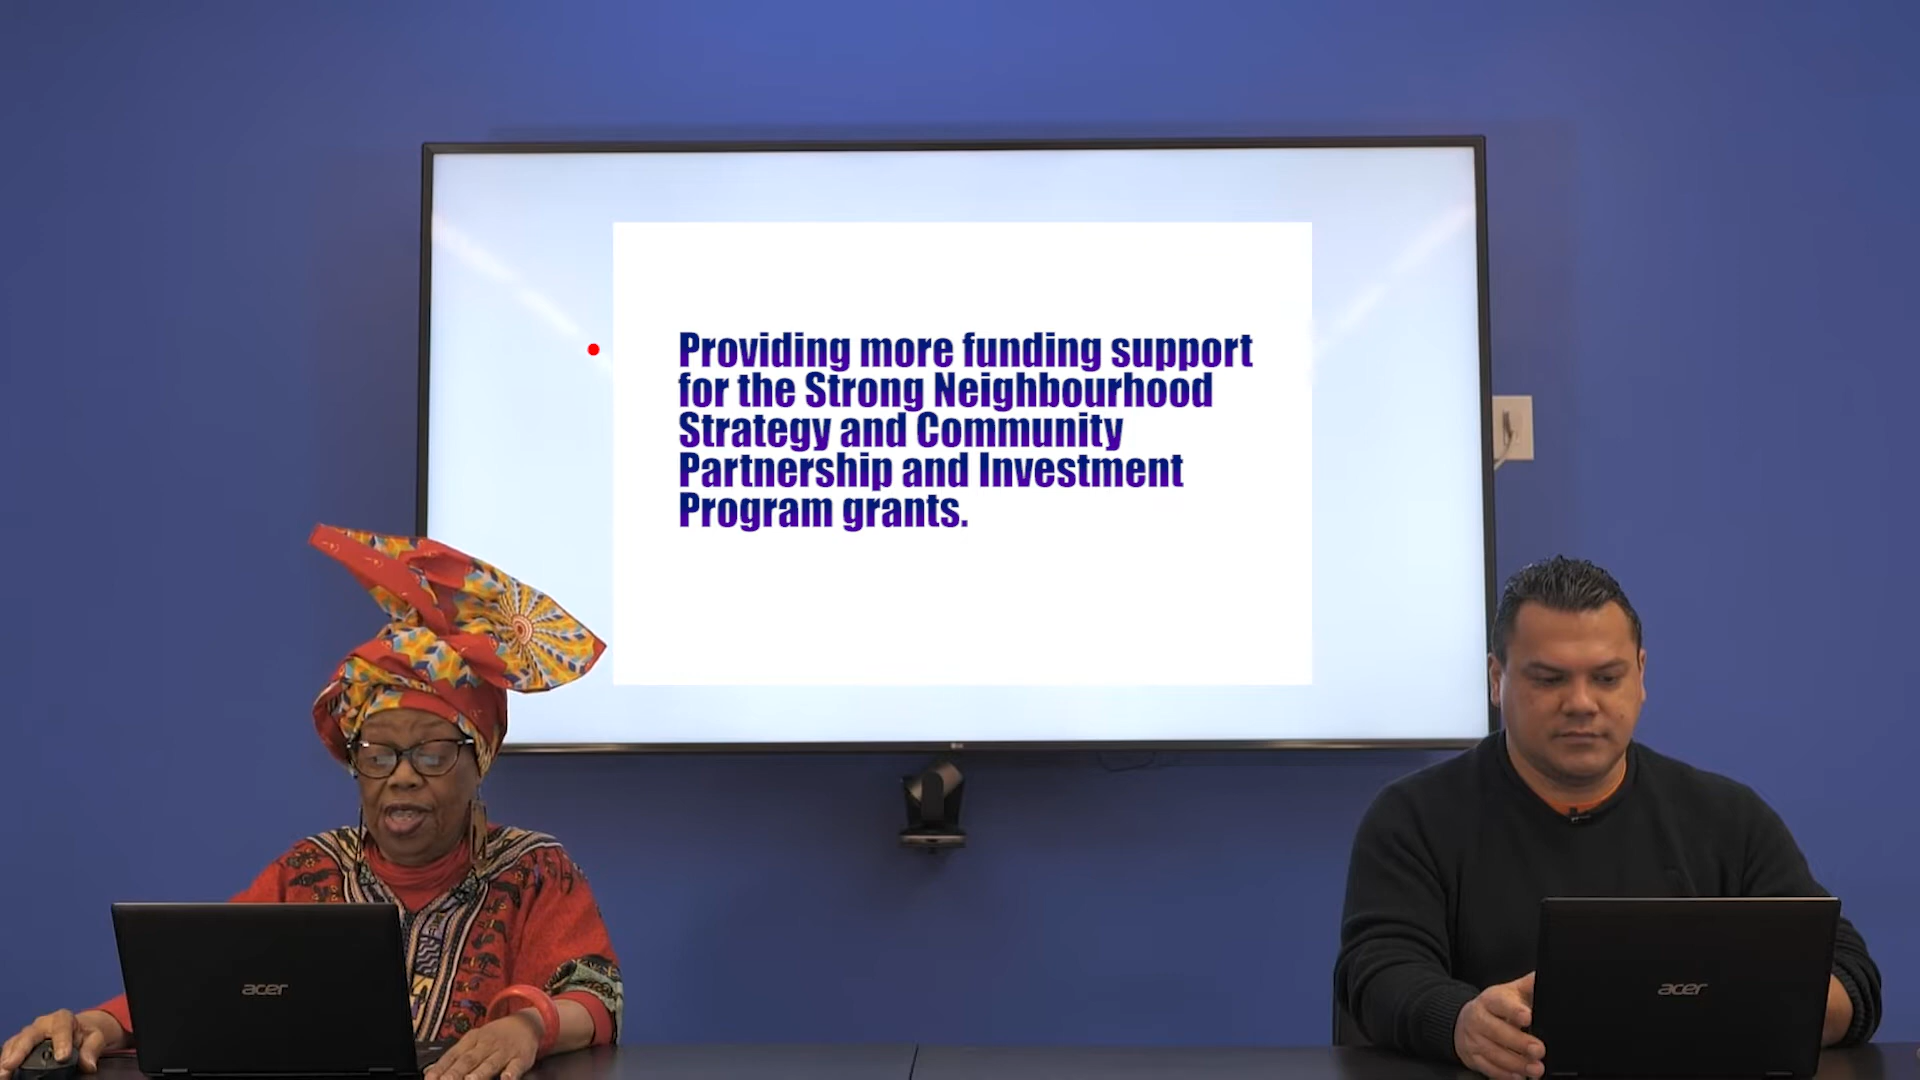 Providing more funding support
for the Strong Neighbourhood
Strategy and Community
Partnership and Investment
Program grants.
acer
acer